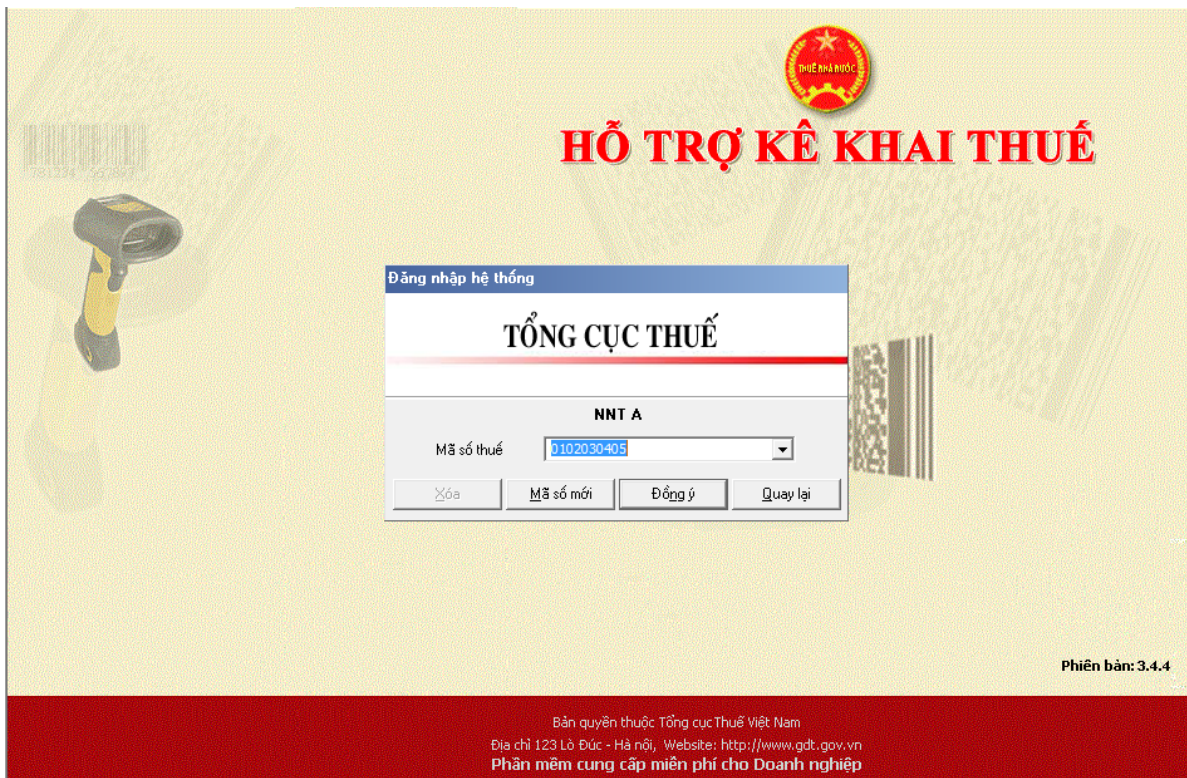 THUẾ NHÀ NƯỚC
HỖ TRỢ KÊ KHAI THUẾ
Đăng nhập hệ thống
TỔNG CỤC THUẾ
NNT A
Mã số thuế
0102030405
Xóa
Mã số mới
Đồng ý
Quay lại
Phiên bản: 3.4.4
Bản quyền thuộc Tổng cục Thuế Việt Nam
Địa chỉ 123 Lò Đúc - Hà nội, Website: http://www.gdt.gov.vn
Phần mềm cung cấp miễn phí cho Doanh nghiệp